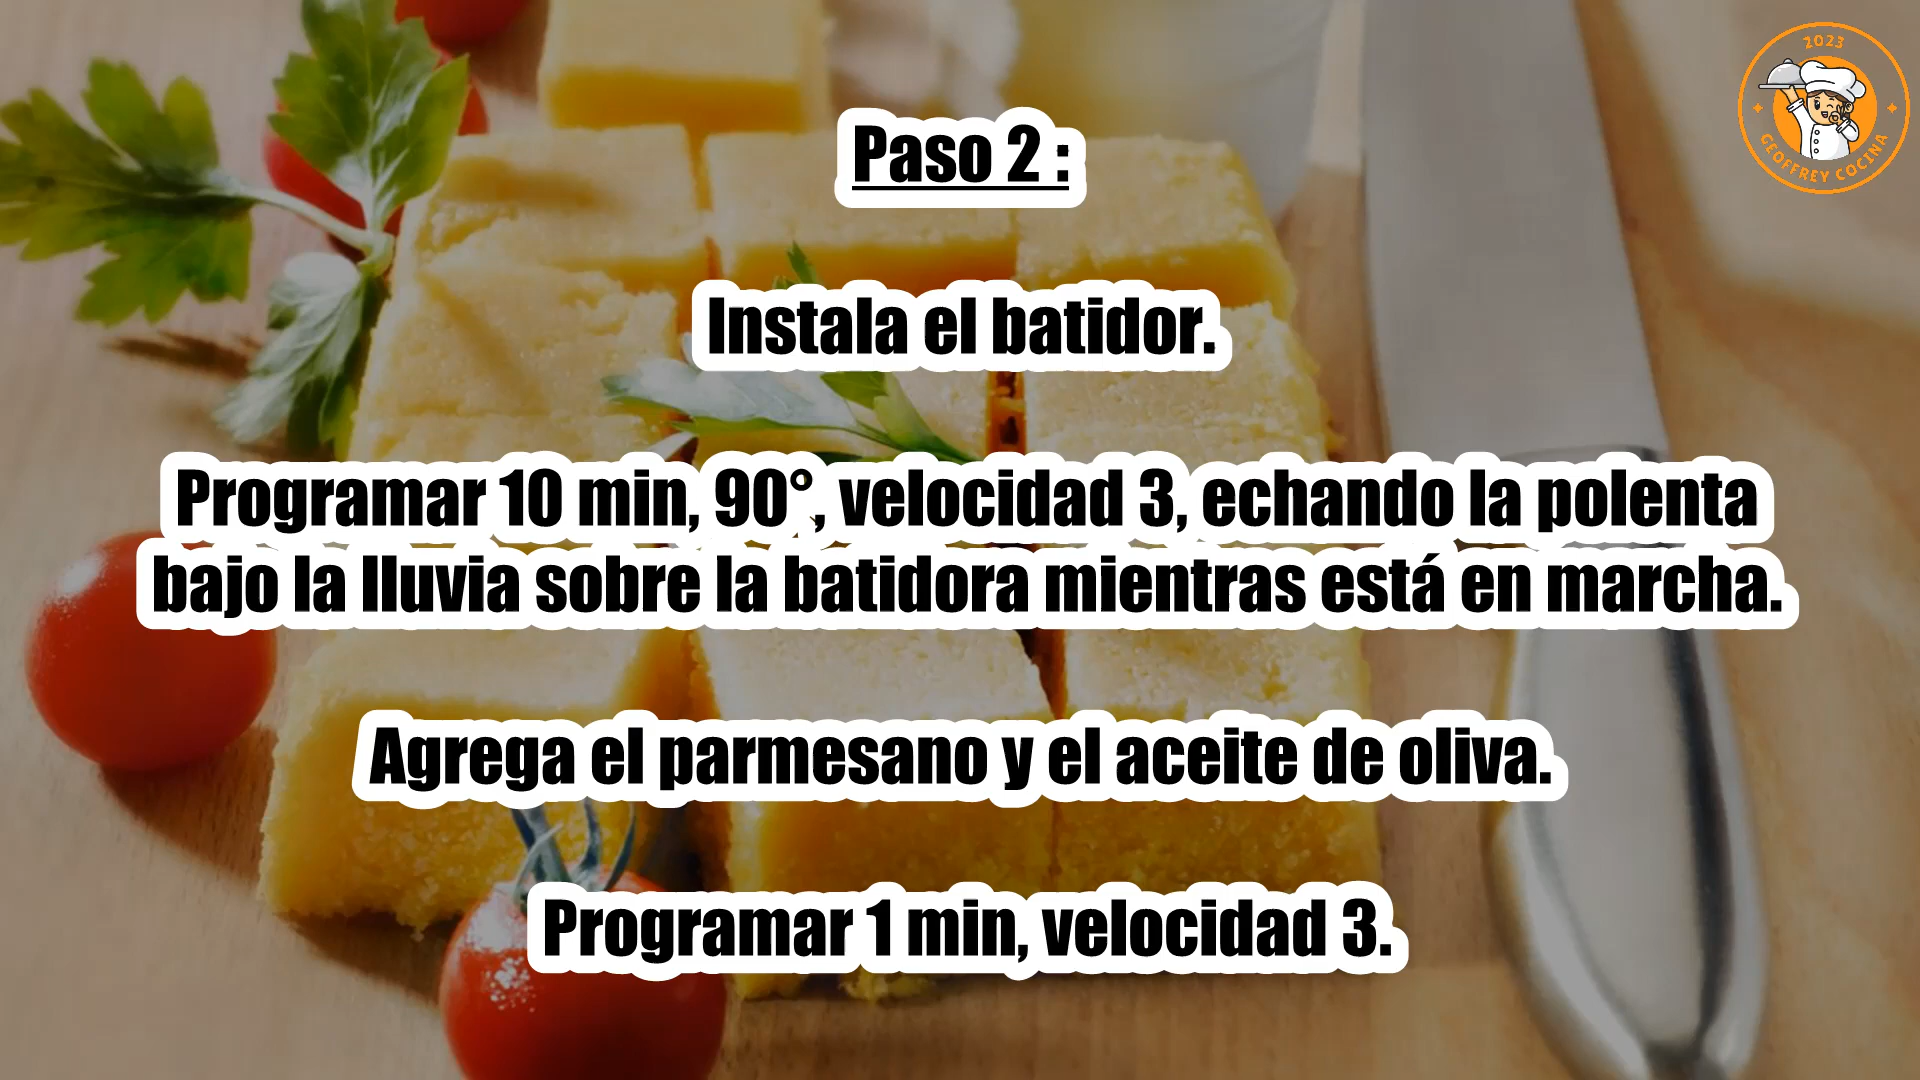 2023
GEOFFREY COCINA
Paso 2 :
Instala el batidor.
Programar 10 min, 90°, velocidad 3, echando la polenta
bajo la lluvia sobre la batidora mientras está en marcha.
Agrega el parmesano y el aceite de oliva.
Programar 1 min, velocidad 3.